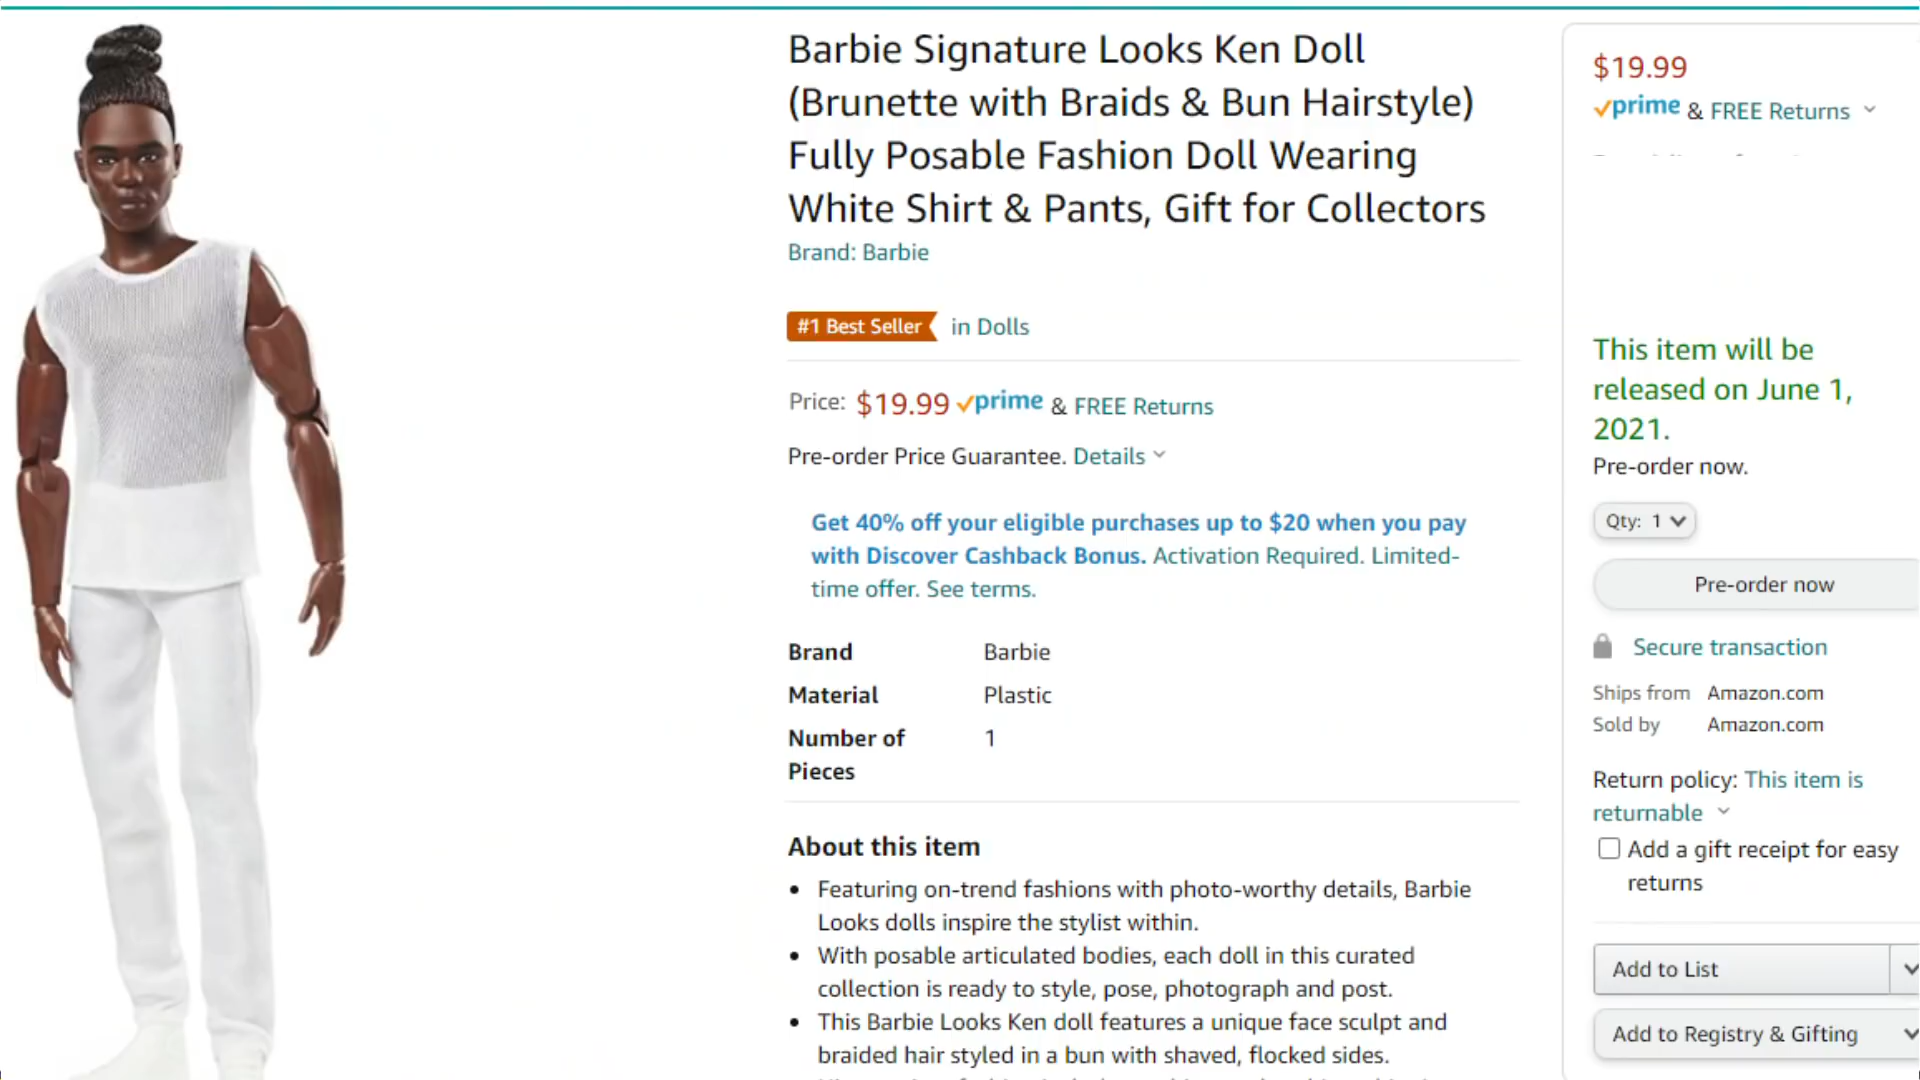 Barbie Signature Looks Ken Doll
(Brunette with Braids & Bun Hairstyle)
Fully Posable Fashion Doll Wearing
White Shirt & Pants, Gift for Collectors
Brand: Barbie
#1 Best Seller in Dolls
Price: $19.99 prime & FREE Returns
Pre-order Price Guarantee. Details
Get 40% off your eligible purchases up to $20 when you pay
with Discover Cashback Bonus. Activation Required. Limited-
time offer. See terms.
Brand Barbie
Material Plastic
Number of 1
Pieces
About this item
• Featuring on-trend fashions with photo-worthy details, Barbie
Looks dolls inspire the stylist within.
• With posable articulated bodies, each doll in this curated
collection is ready to style, pose, photograph and post.
• This Barbie Looks Ken doll features a unique face sculpt and
braided hair styled in a bun with shaved, flocked sides.
$19.99
prime & FREE Returns
This item will be
released on June 1,
2021.
Pre-order now.
Qty: 1
Pre-order now
Secure transaction
Ships from Amazon.com
Sold by Amazon.com
Return policy: This item is
returnable
Add a gift receipt for easy
returns
Add to List
Add to Registry & Gifting